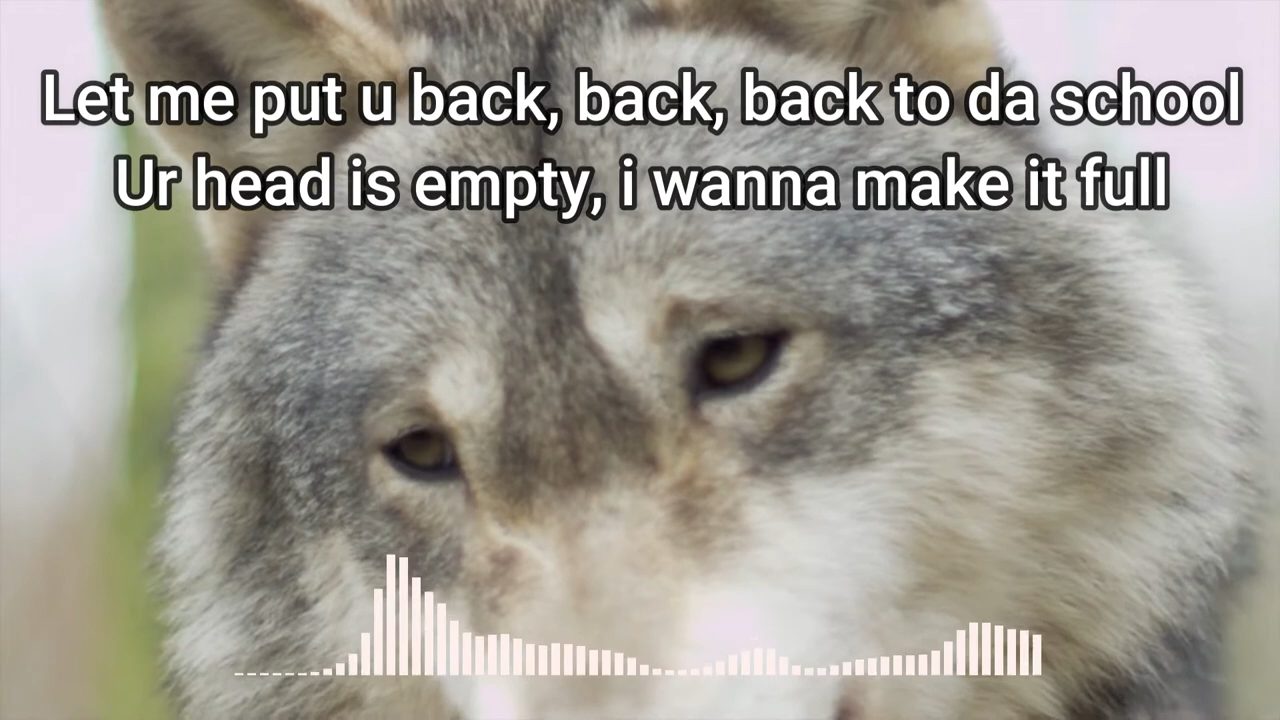 Let me put u back, back, back to da school
Ur head is empty, i wanna make it full